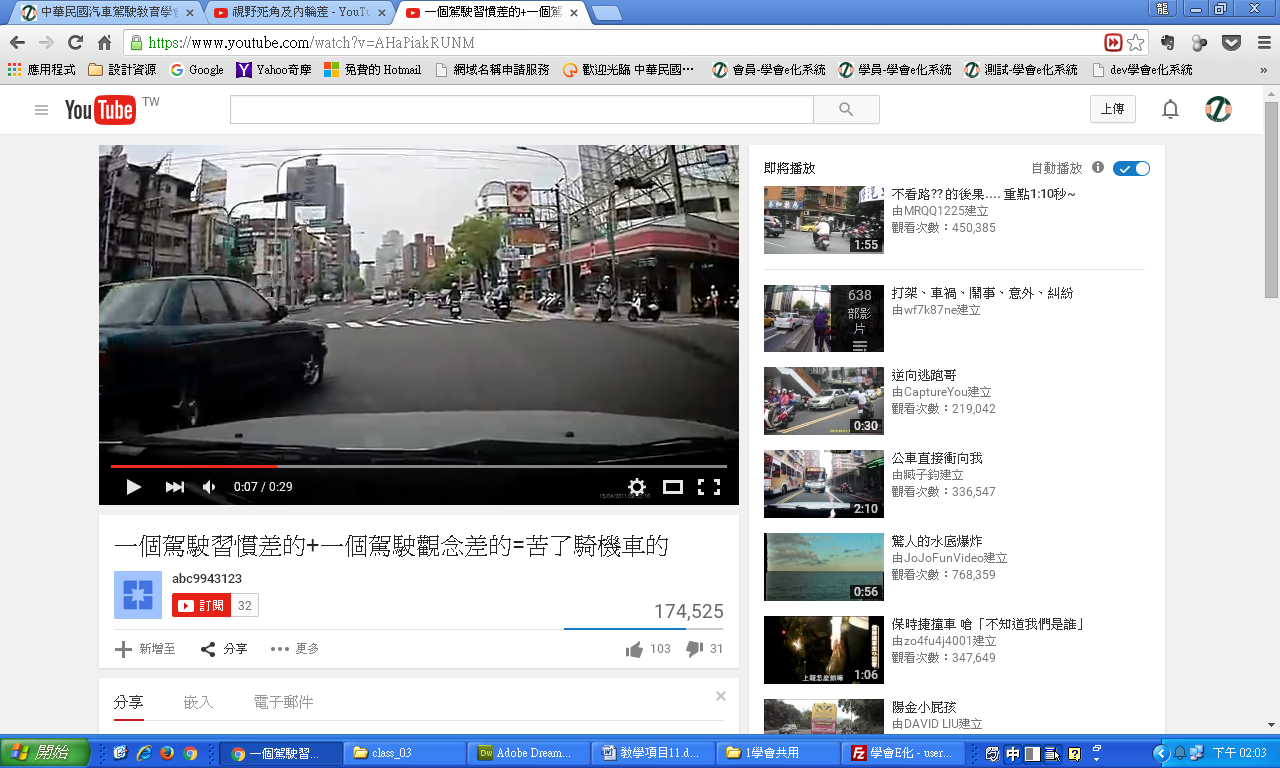 中華民國汽車駕駛教育學會
視野死角及內輪差 - YouTu
一個駕駛習慣差的+一個駕
龍
https://www.youtube.com/watch?v=AHaPjekRUNM
應用程式
設計資源
Google
Yahoo奇摩
免費的 Hotmail
網域名稱申請服務
歡迎光臨 中華民國…
會員-學會e化系統
學員-學會e化系統
測試-學會e化系統
dev學會e化系統
»
YouTube TW
上傳
即將播放
自動播放
不看路?? 的後果.... 重點1:10秒~
由MRQQ1225建立
觀看次數：450,385
1:55
打架、車禍、鬧事、意外、糾紛
由wf7k87ne建立
638
部影
片
逆向逃跑哥
由CaptureYou建立
觀看次數：219,042
0:30
公車直接衝向我
由臧子鈞建立
觀看次數：336,547
2:10
驚人的水底爆炸
由JoJoFunVideo建立
觀看次數：768,359
0:56
保時捷撞車 嗆「不知道我們是誰」
由zo4fu4j4001建立
觀看次數：347,649
1:06
上報怎麼鎖嘛
陽金小屁孩
由DAVID LIU建立
0:07 / 0:29
一個駕駛習慣差的+一個駕駛觀念差的=苦了騎機車的
abc9943123
訂閱 32
174,525
新增至
分享
更多
103
31
分享
嵌入
電子郵件
開始
一個駕駛習...
class_03
Adobe Dream...
教學項目11.d...
1學會共用
學會E化 - user...
中
下午 02:03